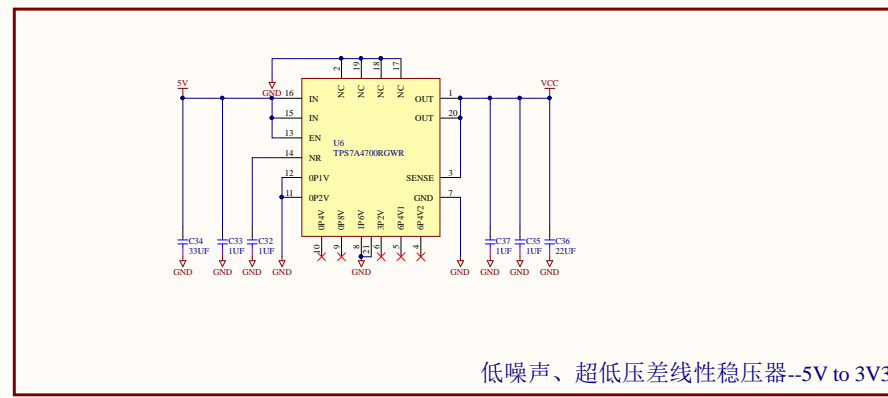 2 19 18 17
5V
GND
NC NC NC NC
VCC
16 IN OUT 1
15 IN OUT 20
13 EN
U6
TPS7A4700RGWR
14 NR
12 0P1V SENSE 3
11 0P2V GND 7
0P4V 0P8V 1P6V 3P2V 6P4V1 6P4V2
10 9 8 21 6 5 4
C34
33UF
C33
1UF
C32
1UF
C37
1UF
C35
1UF
C36
22UF
GND GND GND GND GND GND GND GND GND
低噪声、超低压差线性稳压器--5V to 3V3